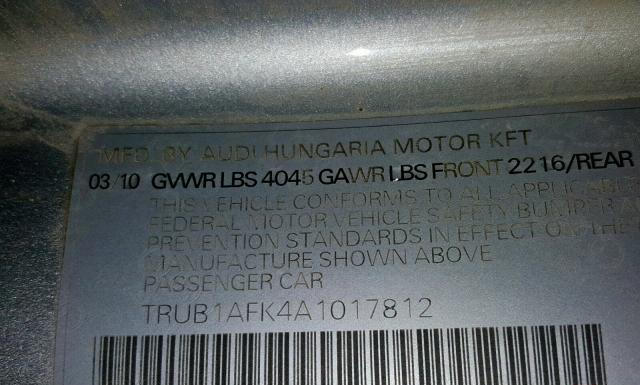 MFD. BY AUDI HUNGARIA MOTOR KFT
03/10 GVWR LBS 4045 GAWR LBS FRONT 2216/REAR
THIS VEHICLE CONFORMS TO ALL APPLICABLE
FEDERAL MOTOR VEHICLE SAFETY BUMPER
PREVENTION STANDARDS IN EFFECT ON THE
MANUFACTURE SHOWN ABOVE
PASSENGER CAR
TRUB1AFK4A1017812